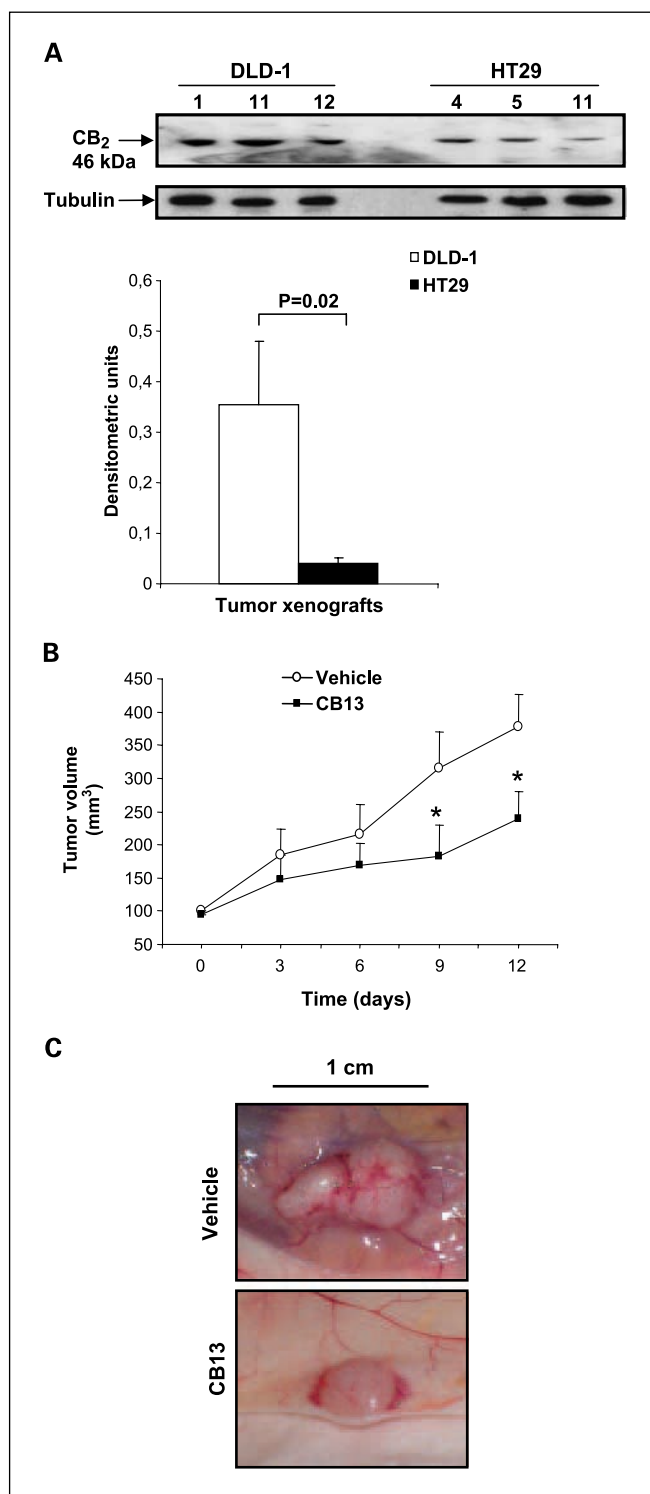 A
DLD-1 HT29
1 11 12 4 5 11
CB2
46 kDa
Tubulin
DLD-1
HT29
0,6
P=0.02
0,5
0,4
0,3
0,2
0,1
0
Densitometric units
Tumor xenografts
B
Vehicle
CB13
450
400
350
300
250
200
150
100
50
* *
Tumor volume
(mm3)
0 3 6 9 12
Time (days)
C
1 cm
Vehicle
CB13